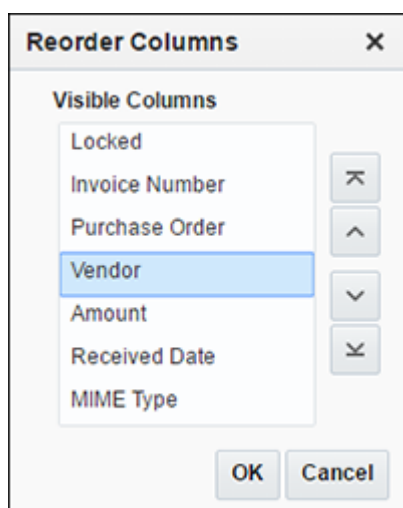 Reorder Columns
Visible Columns
Locked
Invoice Number
Purchase Order
Vendor
Amount
Received Date
MIME Type
OK Cancel